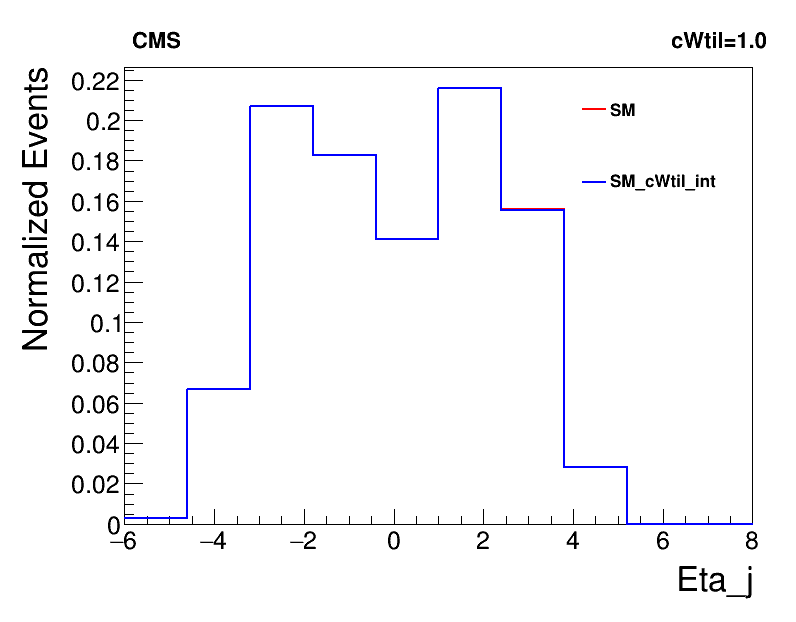 CMS
cWtil=1.0
Normalized Events
0.22
0.2
0.18
0.16
0.14
0.12
0.1
0.08
0.06
0.04
0.02
0
SM
SM_cWtil_int
−6 −4 −2 0 2 4 6 8
Eta_j